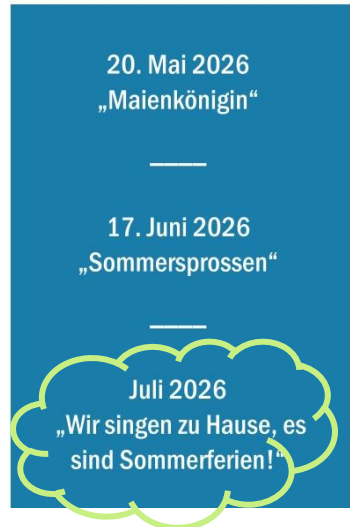 20. Mai 2026
„Maienkönigin“
17. Juni 2026
„Sommersprossen“
Juli 2026
„Wir singen zu Hause, es
sind Sommerferien!“